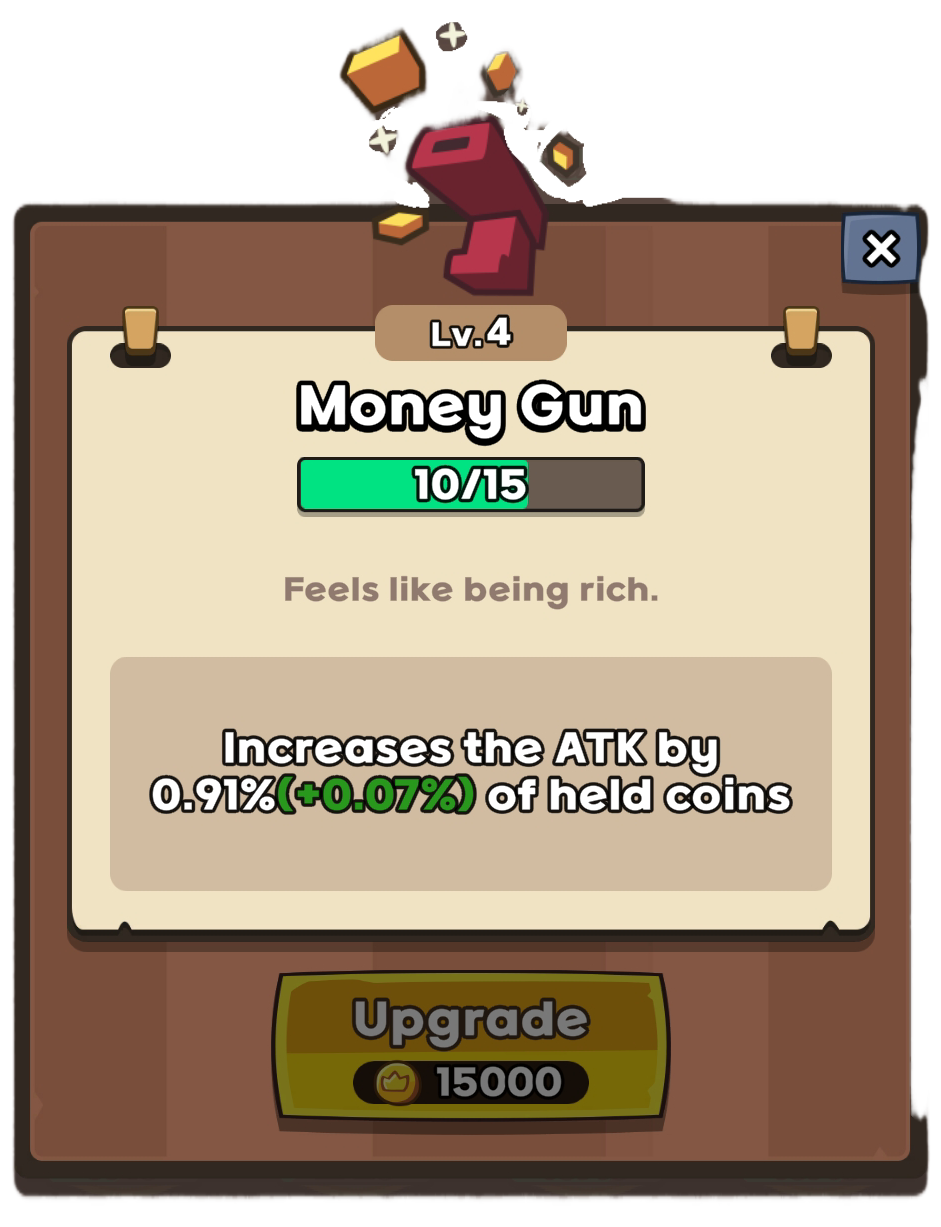 Lv.4
Money Gun
10/15
Feels like being rich.
Increases the ATK by
0.91%(+0.07%) of held coins
Upgrade
15000